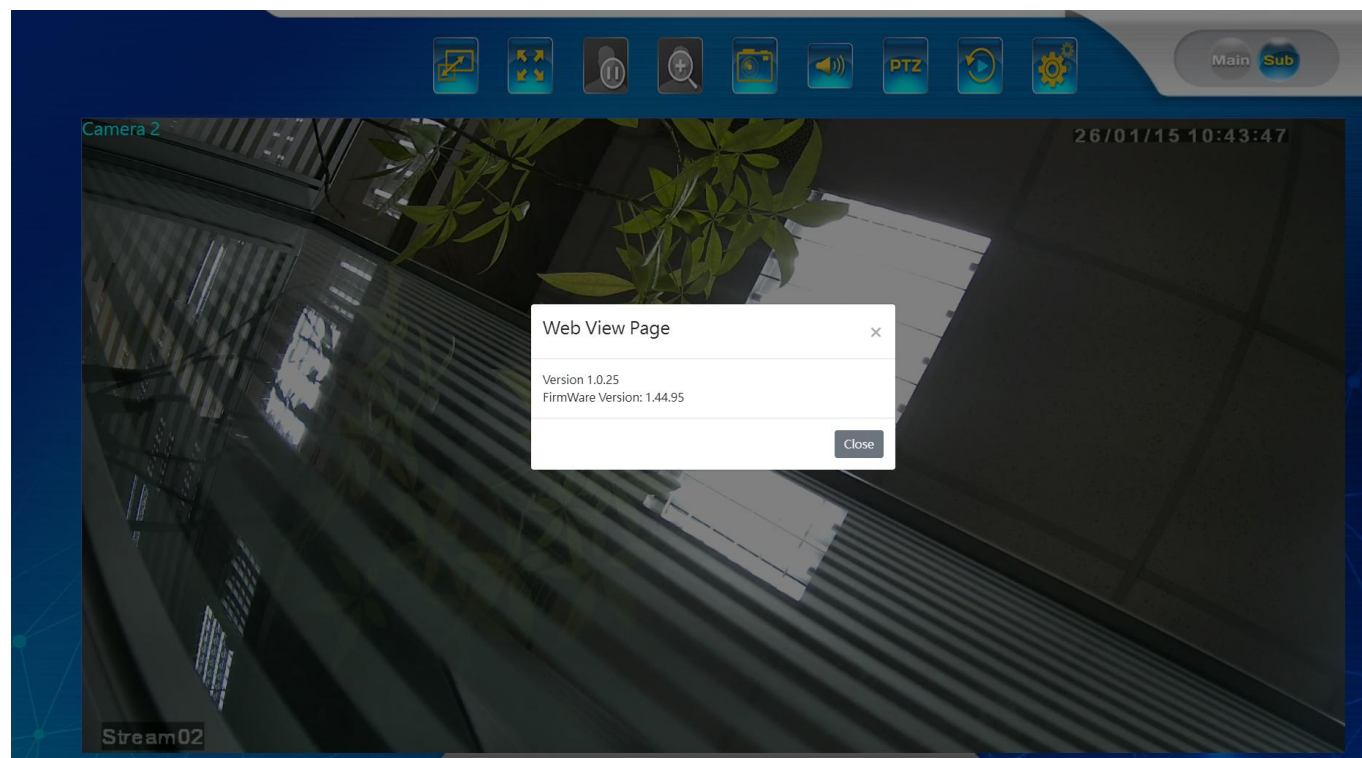 PTZ
Main
Sub
Camera 2
26/01/15 10:43:47
Web View Page
×
Version 1.0.25
FirmWare Version: 1.44.95
Close
Stream02